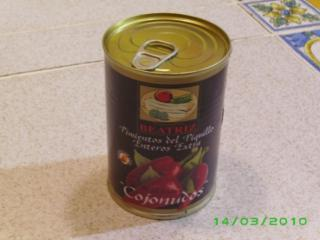 BEATRIZ
Pimientos del Piquillo
Enteros Extra
"Cojonudos"
14/03/2010